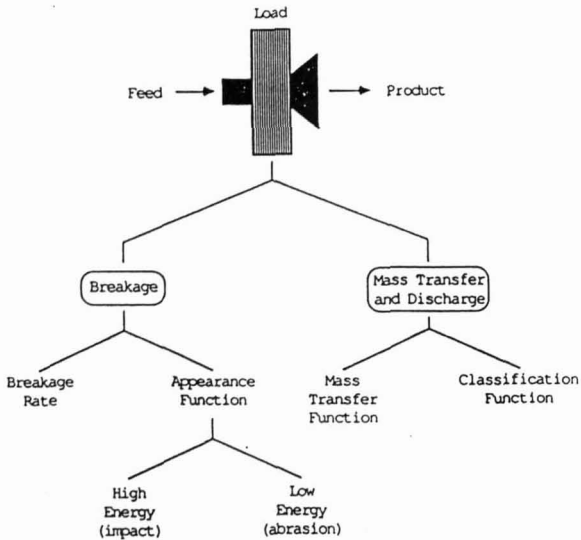 Load
Feed
Product
Breakage
Mass Transfer
and Discharge
Breakage
Rate
Appearance
Function
Mass
Transfer
Function
Classification
Function
High
Energy
(impact)
Low
Energy
(abrasion)